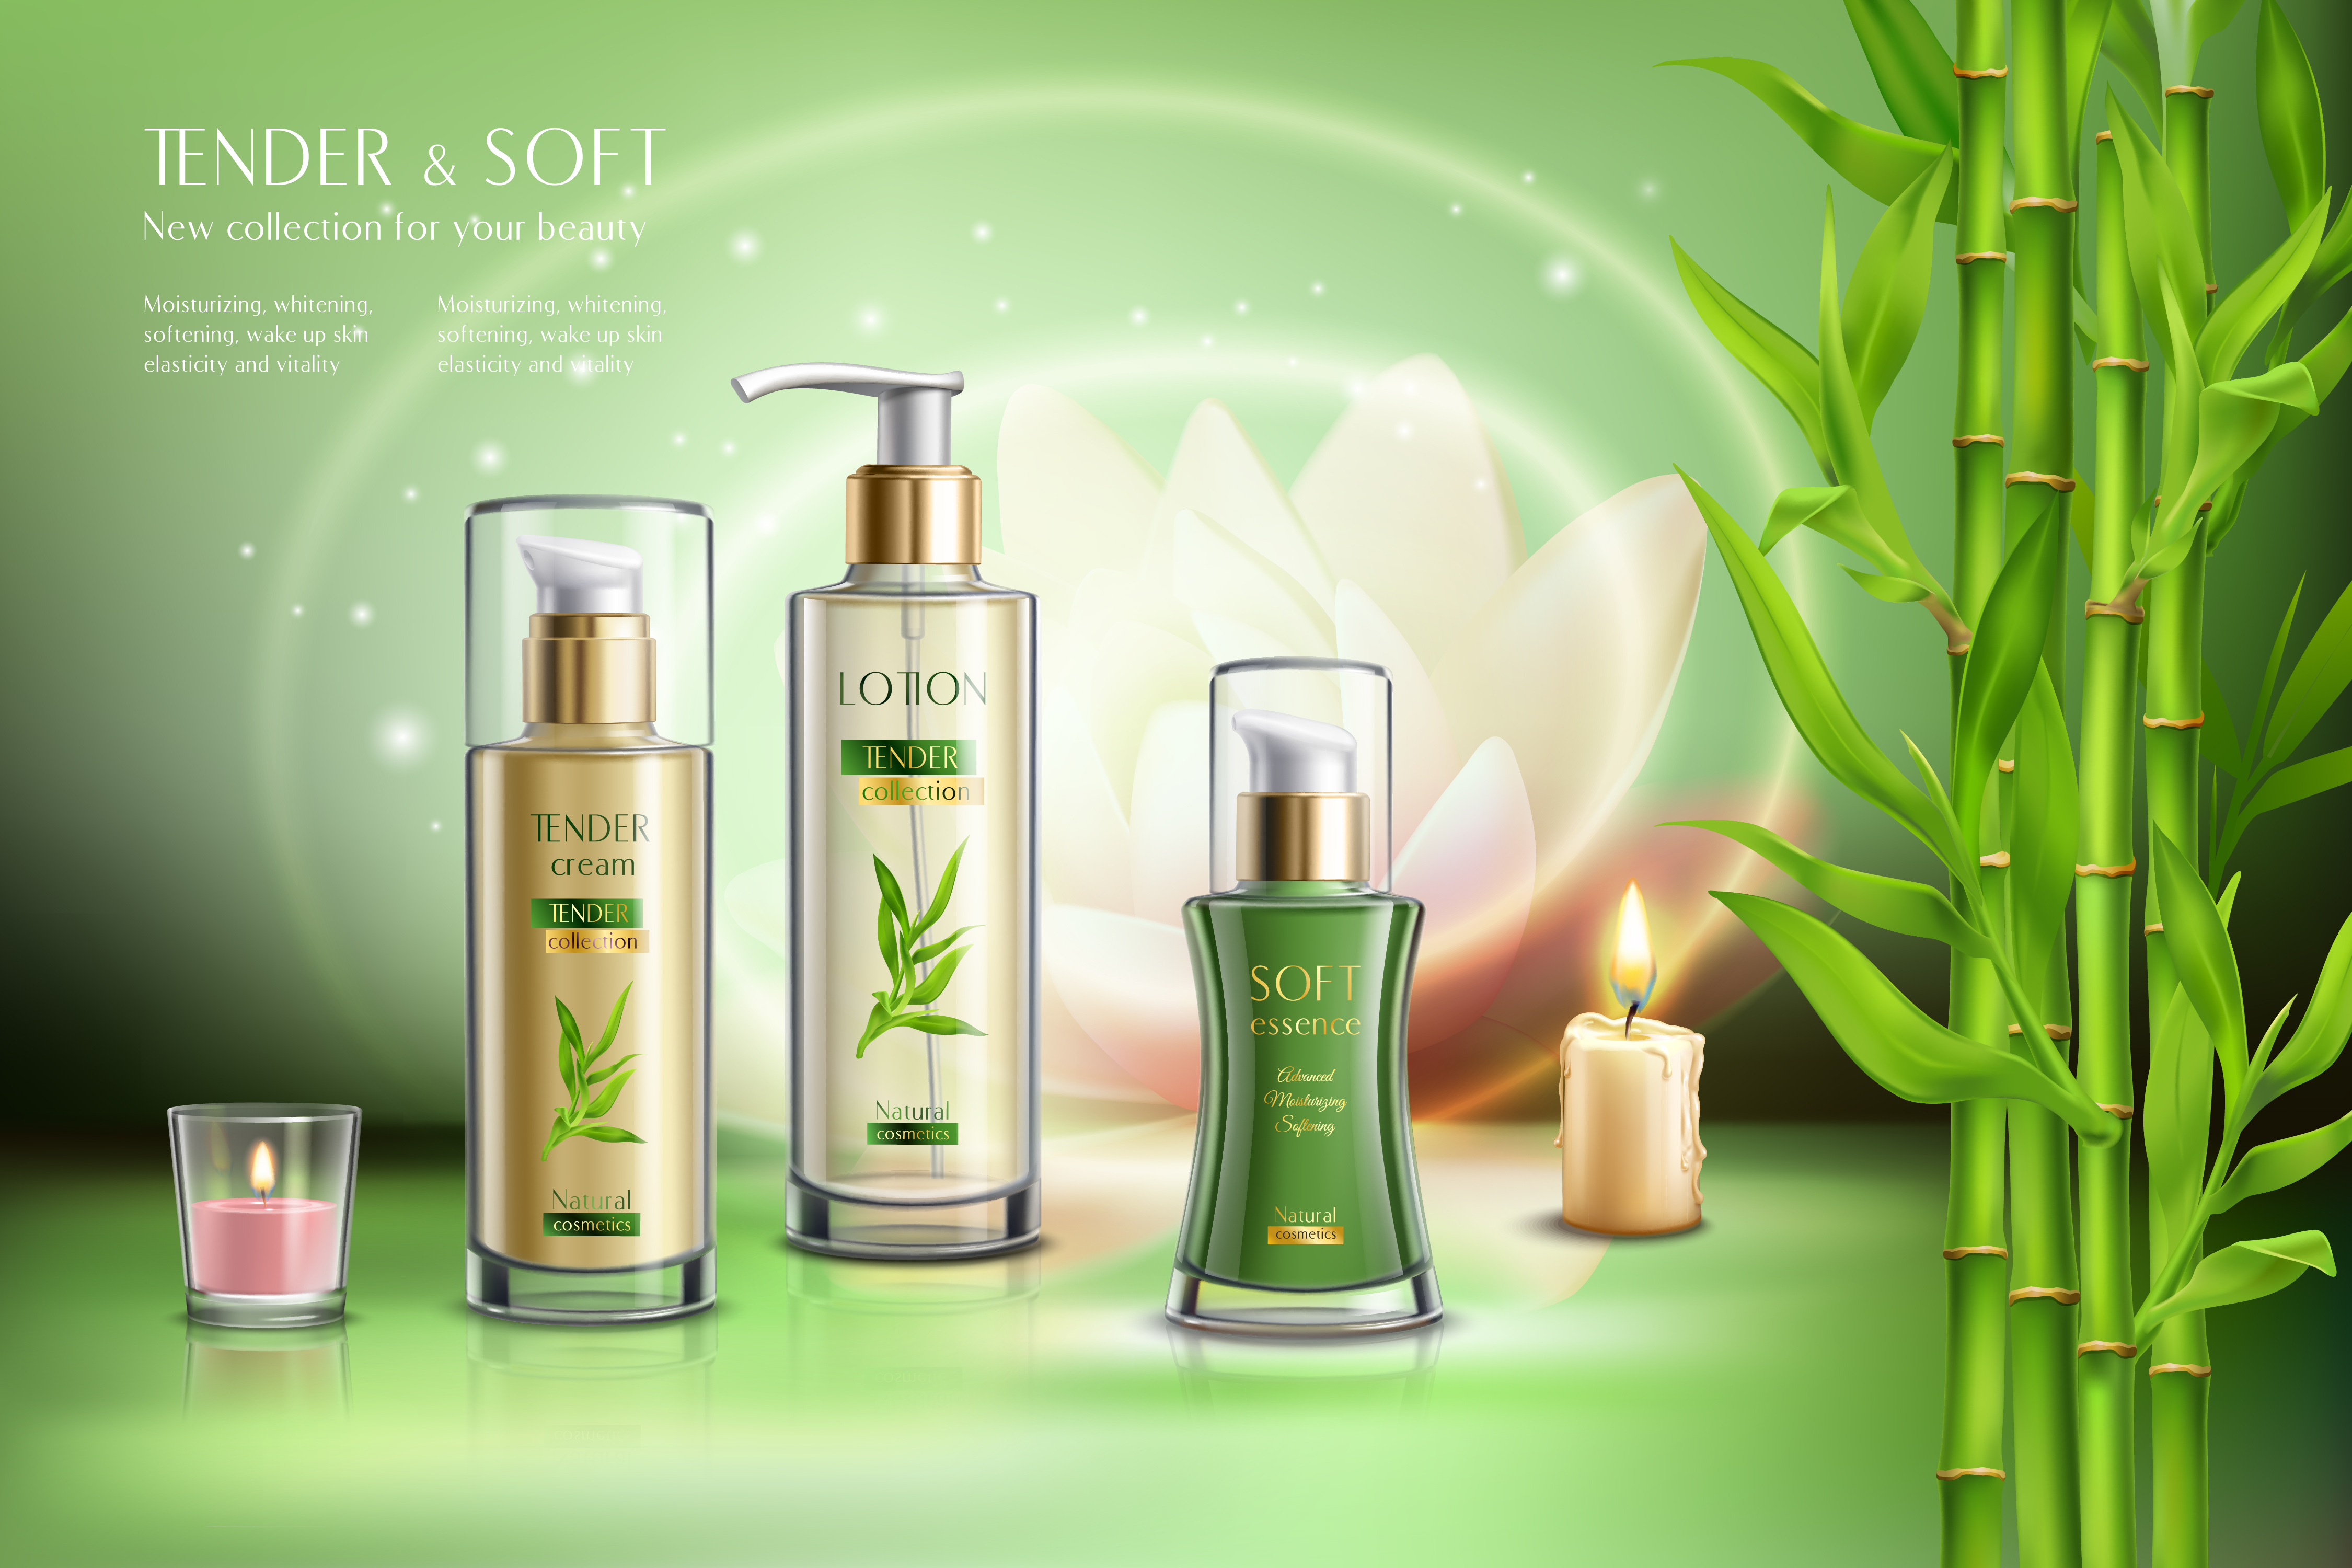 TENDER & SOFT
New collection for your beauty
Moisturizing, whitening,
softening, wake up skin
elasticity and vitality
Moisturizing, whitening,
softening, wake up skin
elasticity and vitality
TENDER
cream
TENDER
collection
Natural
cosmetics
LOTION
TENDER
collection
Natural
cosmetics
SOFT
essence
Advanced
Moisturizing
Softening
Natural
cosmetics